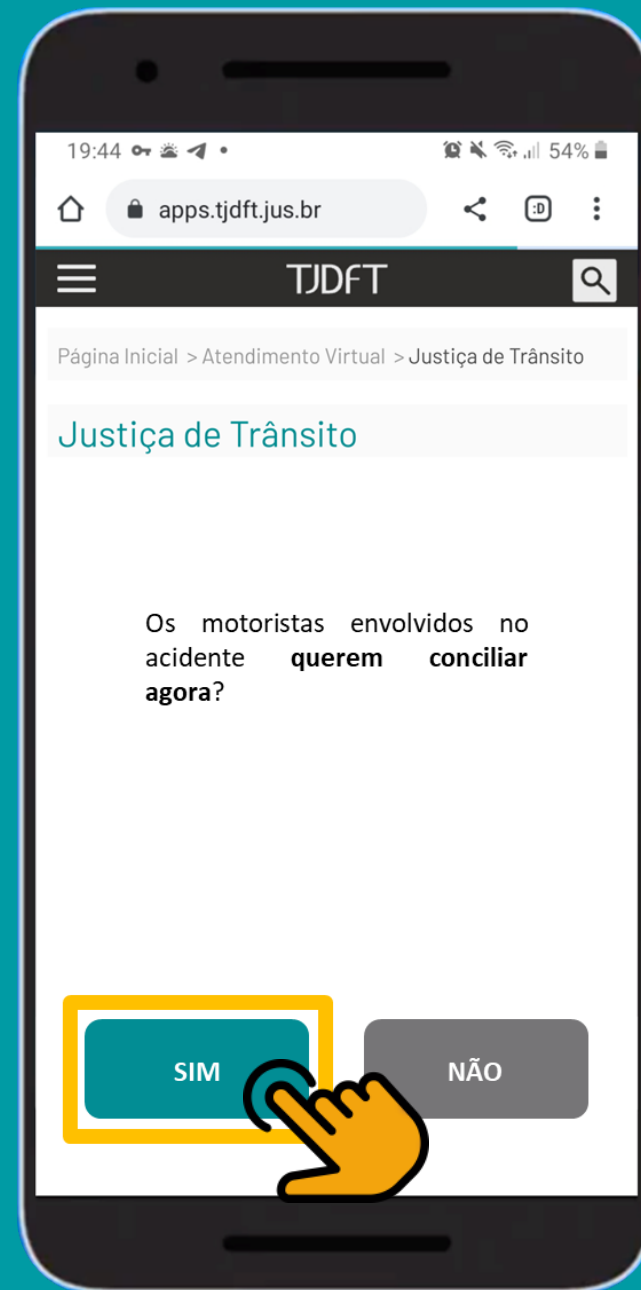 19:44
54%
apps.tjdft.jus.br
:D
TJDFT
Página Inicial > Atendimento Virtual > Justiça de Trânsito
Justiça de Trânsito
Os motoristas envolvidos no
acidente querem conciliar
agora?
SIM
NÃO